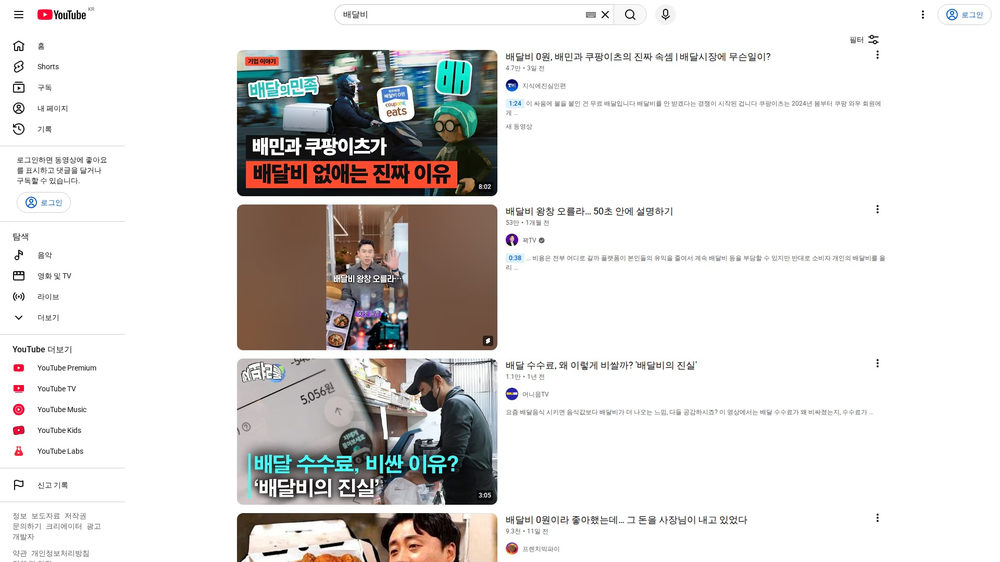 YouTube KR
배달비
로그인
홈
Shorts
구독
내 페이지
기록
로그인하면 동영상에 좋아요
를 표시하고 댓글을 달거나
구독할 수 있습니다.
로그인
탐색
음악
영화 및 TV
라이브
더보기
YouTube 더보기
YouTube Premium
YouTube TV
YouTube Music
YouTube Kids
YouTube Labs
신고 기록
정보 보도자료 저작권
문의하기 크리에이터 광고
개발자
약관 개인정보처리방침
필터
기업 이야기
배달의민족
배
coupang
eats
배민과 쿠팡이츠가
배달비 없애는 진짜 이유
8:02
배달비 0원, 배민과 쿠팡이츠의 진짜 속셈 | 배달시장에 무슨일이?
4.7만 • 3일 전
지식에진심인편
1:24 이 싸움에 불을 붙인 건 무료 배달입니다 배달비를 안 받겠다는 경쟁이 시작된 겁니다 쿠팡이츠는 2024년 봄부터 쿠팡 와우 회원에
게 ...
새 동영상
배달비 왕창 오를라…
배달비 왕창 오를라... 50초 안에 설명하기
53만 • 1개월 전
꽉TV
0:38 ... 비용은 전부 어디로 갈까 플랫폼이 본인들의 유익을 줄여서 계속 배달비 등을 부담할 수 있지만 반대로 소비자 개인의 배달비를 올
리 ...
5,056원
배달 수수료, 비싼 이유?
‘배달비의 진실’
3:05
배달 수수료, 왜 이렇게 비쌀까? '배달비의 진실'
1.1만 • 1년 전
머니몹TV
요즘 배달음식 시키면 음식값보다 배달비가 더 나오는 느낌, 다들 공감하시죠? 이 영상에서는 배달 수수료가 왜 비싸졌는지, 수수료가 ...
배달비 0원이라 좋아했는데... 그 돈을 사장님이 내고 있었다
9.3천 • 11일 전
프렌치믹파이